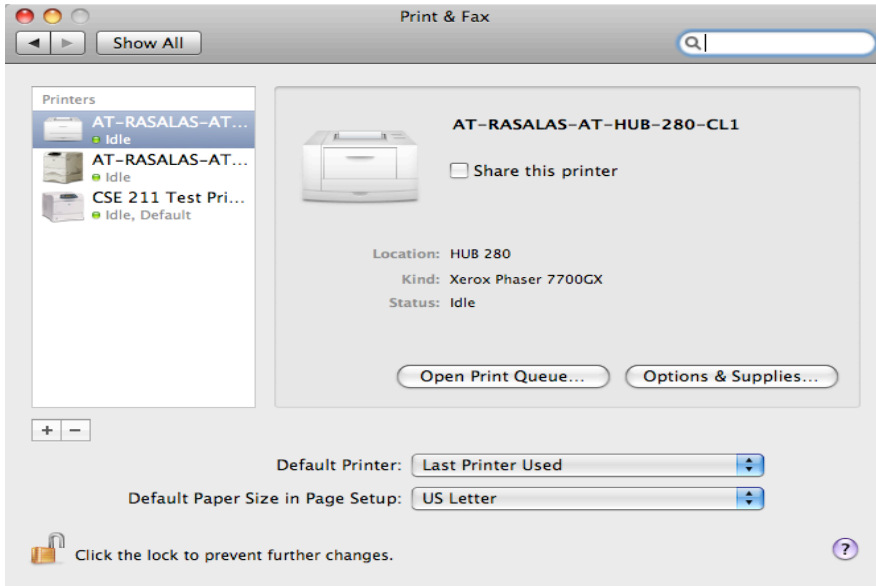 Print & Fax
Show All
Printers
AT-RASALAS-AT...
Idle
AT-RASALAS-AT...
Idle
CSE 211 Test Pri...
Idle, Default
AT-RASALAS-AT-HUB-280-CL1
Share this printer
Location: HUB 280
Kind: Xerox Phaser 7700GX
Status: Idle
Open Print Queue... Options & Supplies...
+ −
Default Printer: Last Printer Used
Default Paper Size in Page Setup: US Letter
Click the lock to prevent further changes. ?